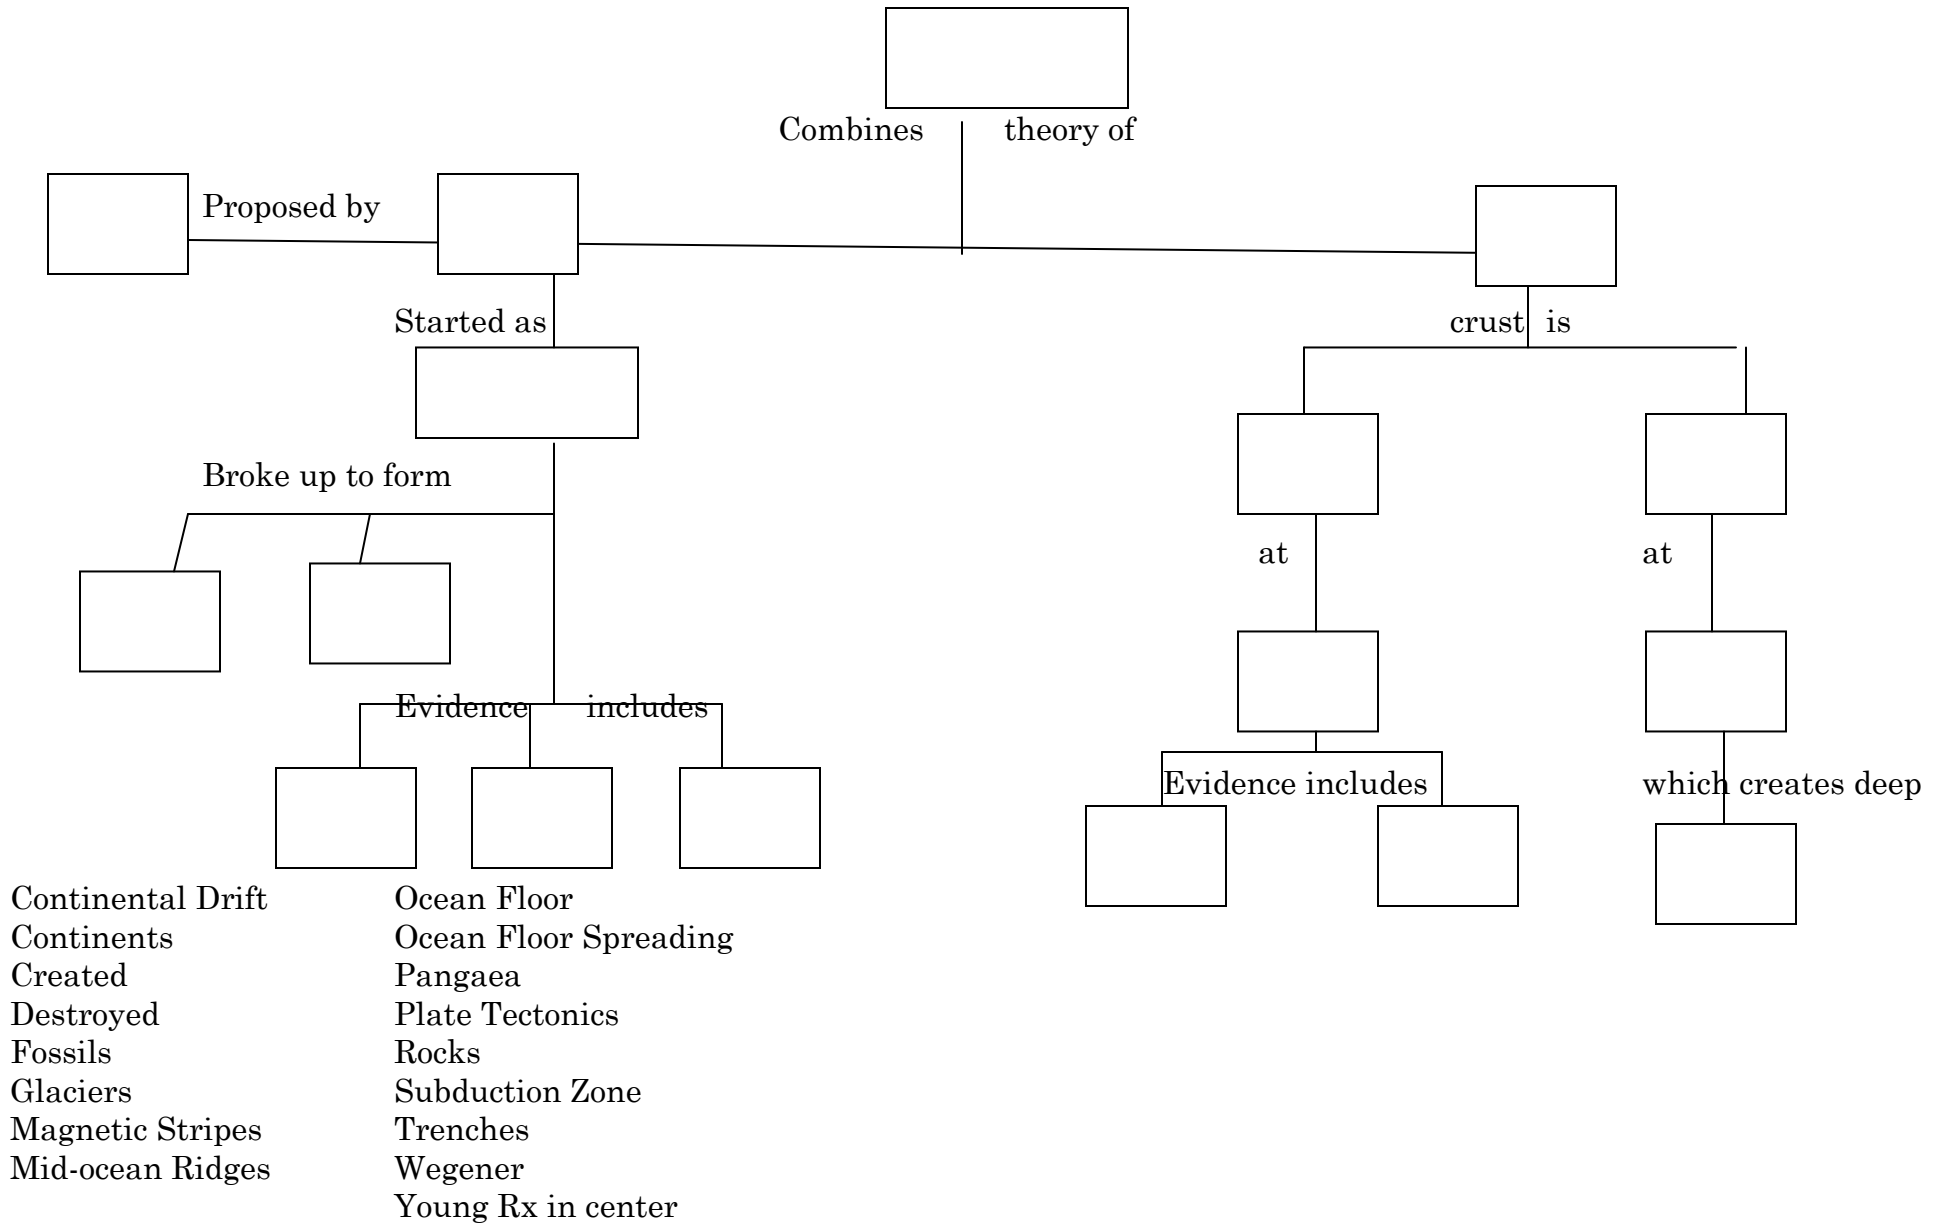 Combines theory of
Proposed by
Started as
crust is
Broke up to form
at at
Evidence includes
Evidence includes
which creates deep
Continental Drift
Continents
Created
Destroyed
Fossils
Glaciers
Magnetic Stripes
Mid-ocean Ridges
Ocean Floor
Ocean Floor Spreading
Pangaea
Plate Tectonics
Rocks
Subduction Zone
Trenches
Wegener
Young Rx in center